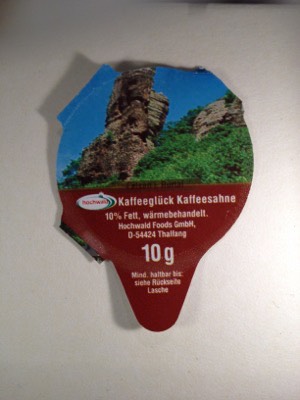 hochwald
Kaffeeglück Kaffeesahne
10% Fett, wärmebehandelt.
Hochwald Foods GmbH,
D-54424 Thalfang
10 g
Mind. haltbar bis:
siehe Rückseite
Lasche